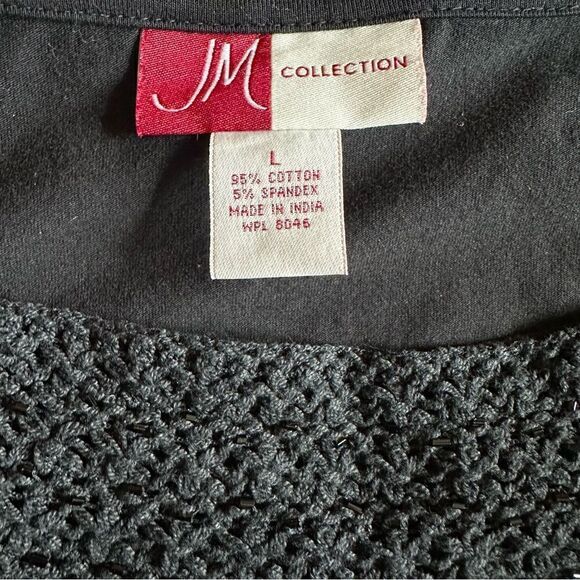 JM COLLECTION
L
95% COTTON
5% SPANDEX
MADE IN INDIA
WPL 8046